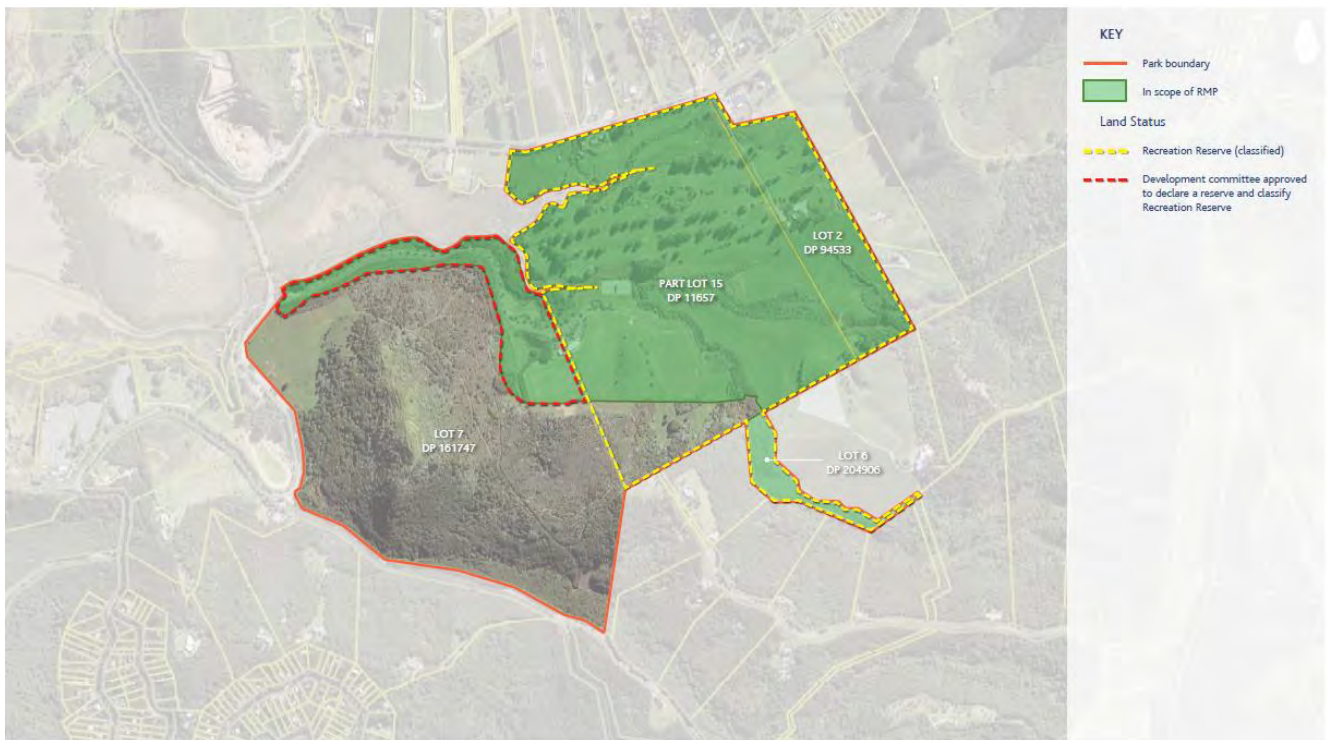 KEY
Park boundary
In scope of RMP
Land Status
Recreation Reserve (classified)
Development committee approved
to declare a reserve and classify
Recreation Reserve
LOT 2
DP 94533
PART LOT 15
DP 11657
LOT 7
DP 161747
LOT 6
DP 204906